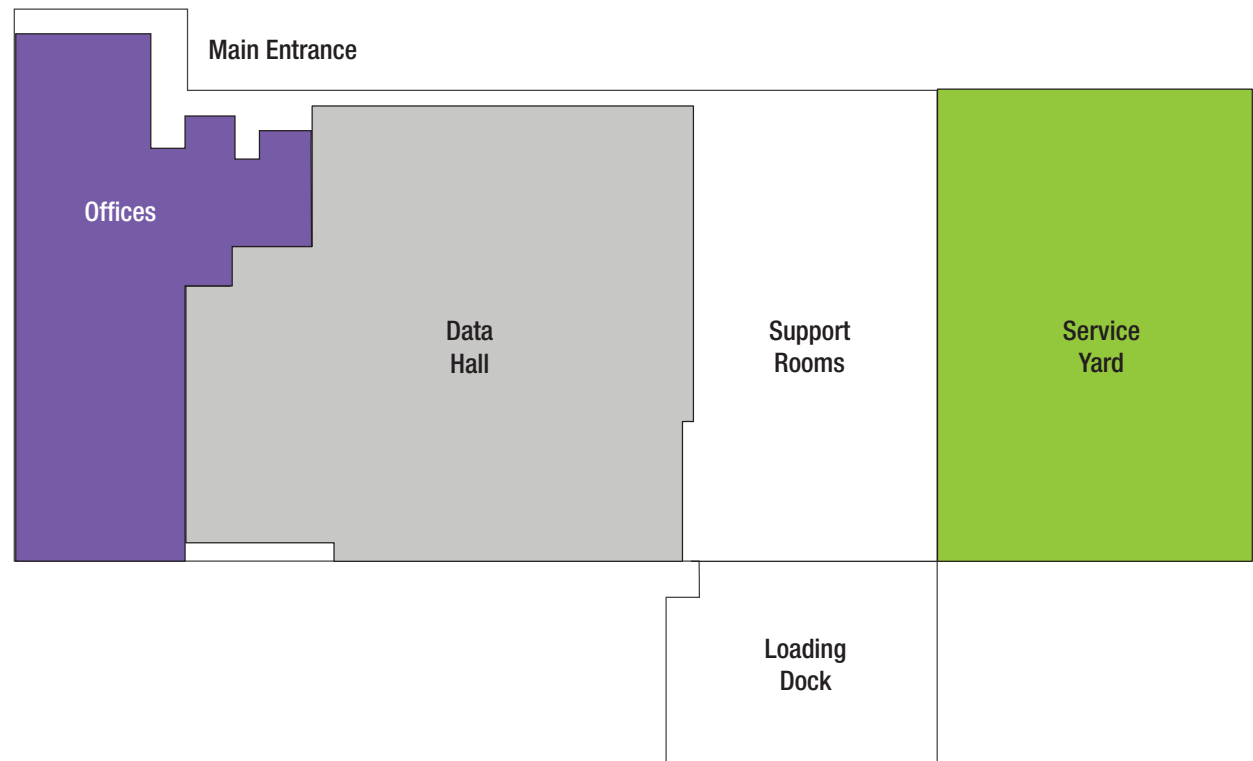 Main Entrance
Offices
Data
Hall
Support
Rooms
Service
Yard
Loading
Dock